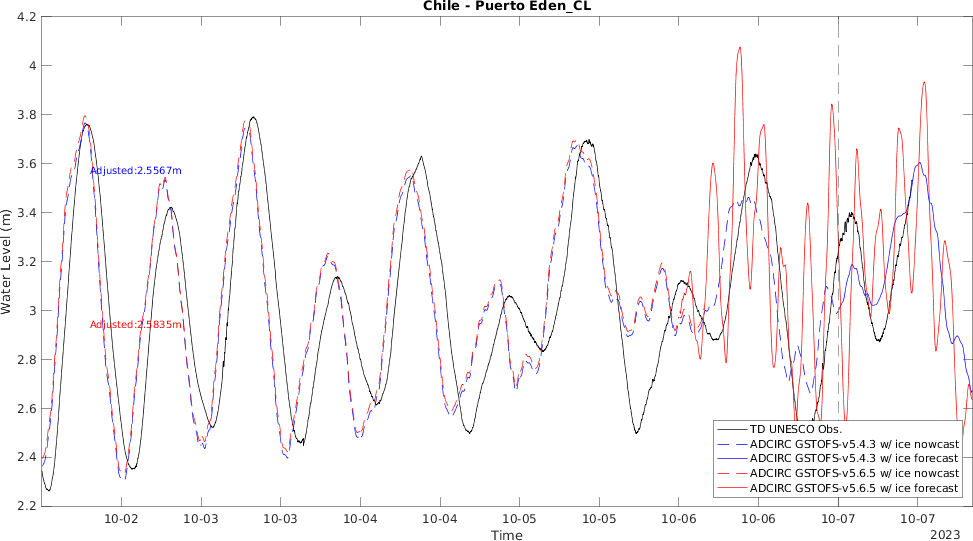 Chile - Puerto Eden_CL
4.2
4
3.8
3.6
3.4
3.2
3
2.8
2.6
2.4
2.2
Water Level (m)
Adjusted:2.5567m
Adjusted:2.5835m
TD UNESCO Obs.
ADCIRC GSTOFS-v5.4.3 w/ ice nowcast
ADCIRC GSTOFS-v5.4.3 w/ ice forecast
ADCIRC GSTOFS-v5.6.5 w/ ice nowcast
ADCIRC GSTOFS-v5.6.5 w/ ice forecast
10-02 10-03 10-03 10-04 10-04 10-05 10-05 10-06 10-06 10-07 10-07
Time
2023